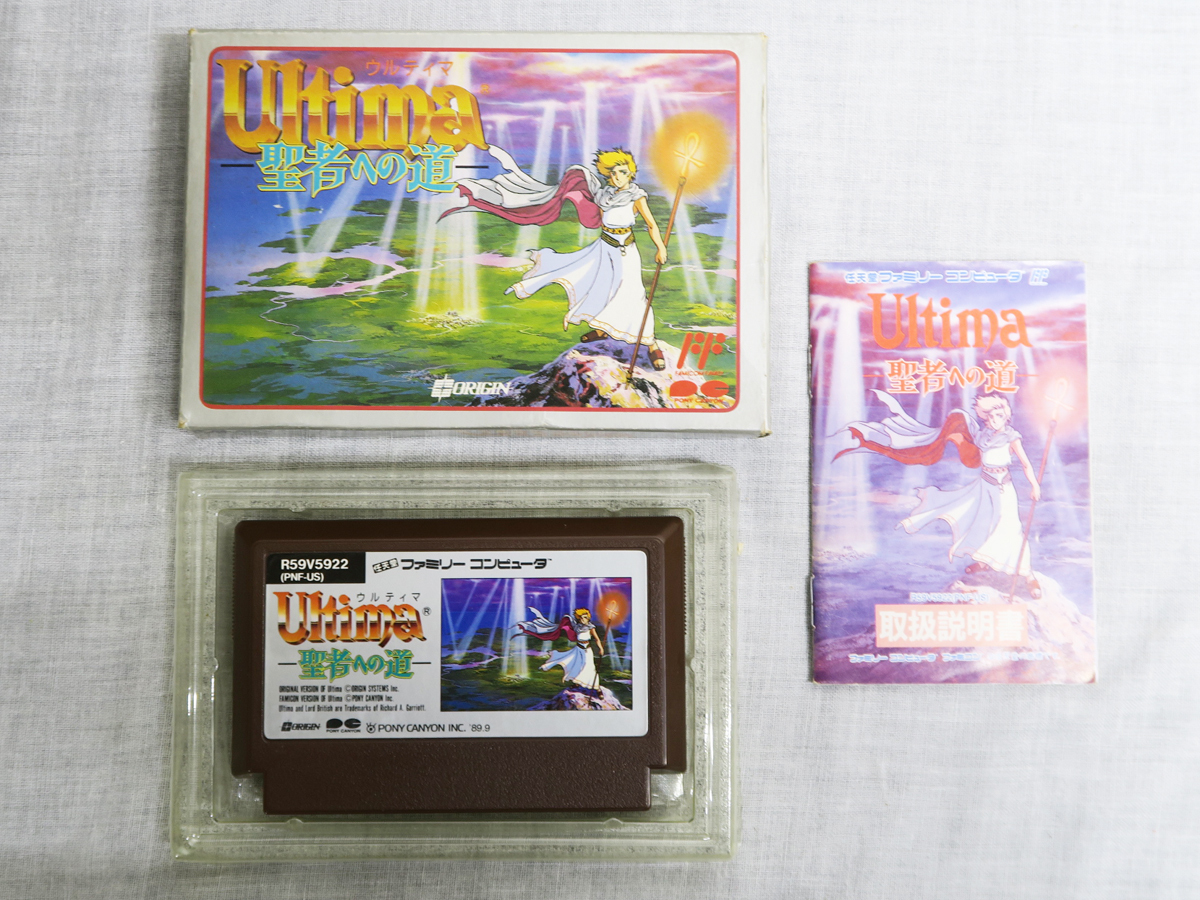 ウルティマ
Ultima®
聖者への道
ORIGIN
FF
PONY CANYON
任天堂 ファミリー コンピュータ
Ultima
聖者への道
取扱説明書
R59V5922
(PNF-US)
任天堂 ファミリー コンピュータ™
ウルティマ
Ultima®
聖者への道
ORIGINAL VERSION OF Ultima ©ORIGIN SYSTEMS Inc.
FAMICOM VERSION OF Ultima ©PONY CANYON Inc.
Ultima and Lord British are Trademarks of Richard A. Garriott.
ORIGIN PONY CANYON PONY CANYON INC. '89.9